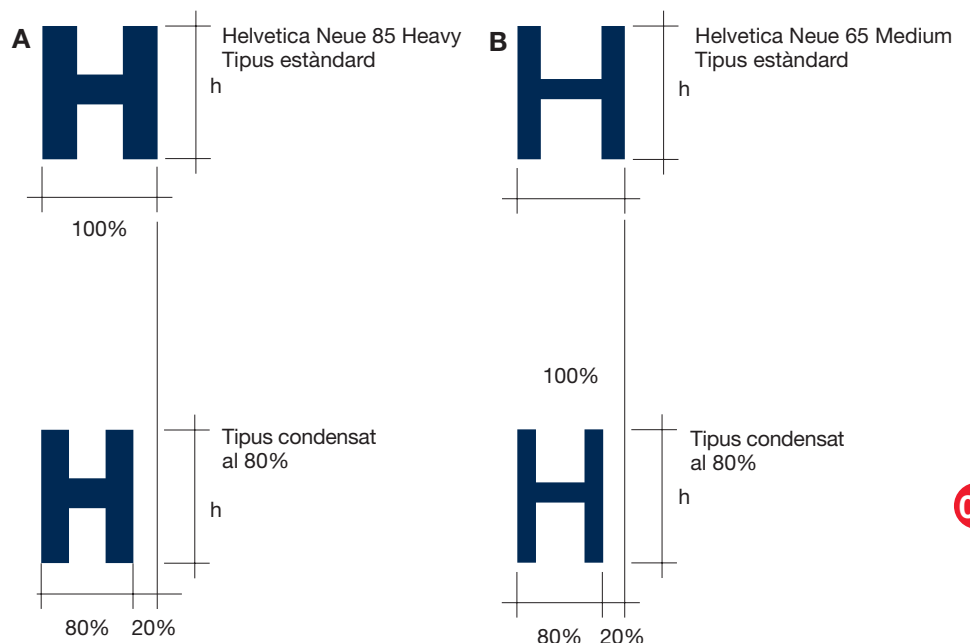 A
H
Helvetica Neue 85 Heavy
Tipus estàndard
h
100%
B
H
Helvetica Neue 65 Medium
Tipus estàndard
h
100%
H
Tipus condensat
al 80%
h
80% 20%
H
Tipus condensat
al 80%
h
80% 20%